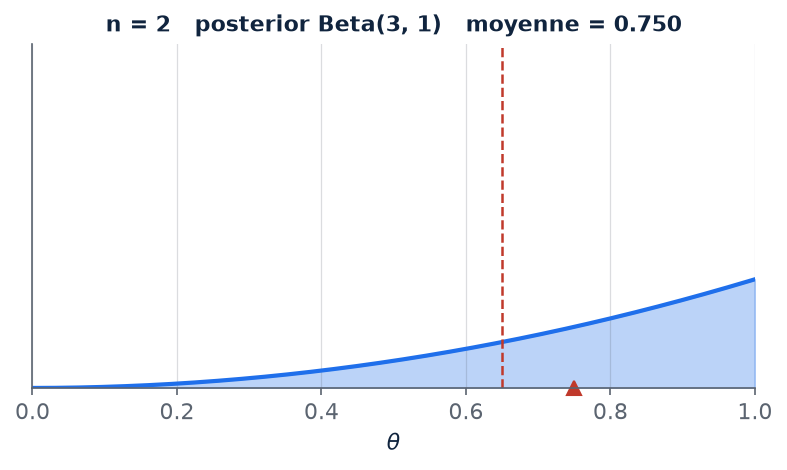 n = 2   posterior Beta(3, 1)   moyenne = 0.750
0.0 0.2 0.4 0.6 0.8 1.0
θ